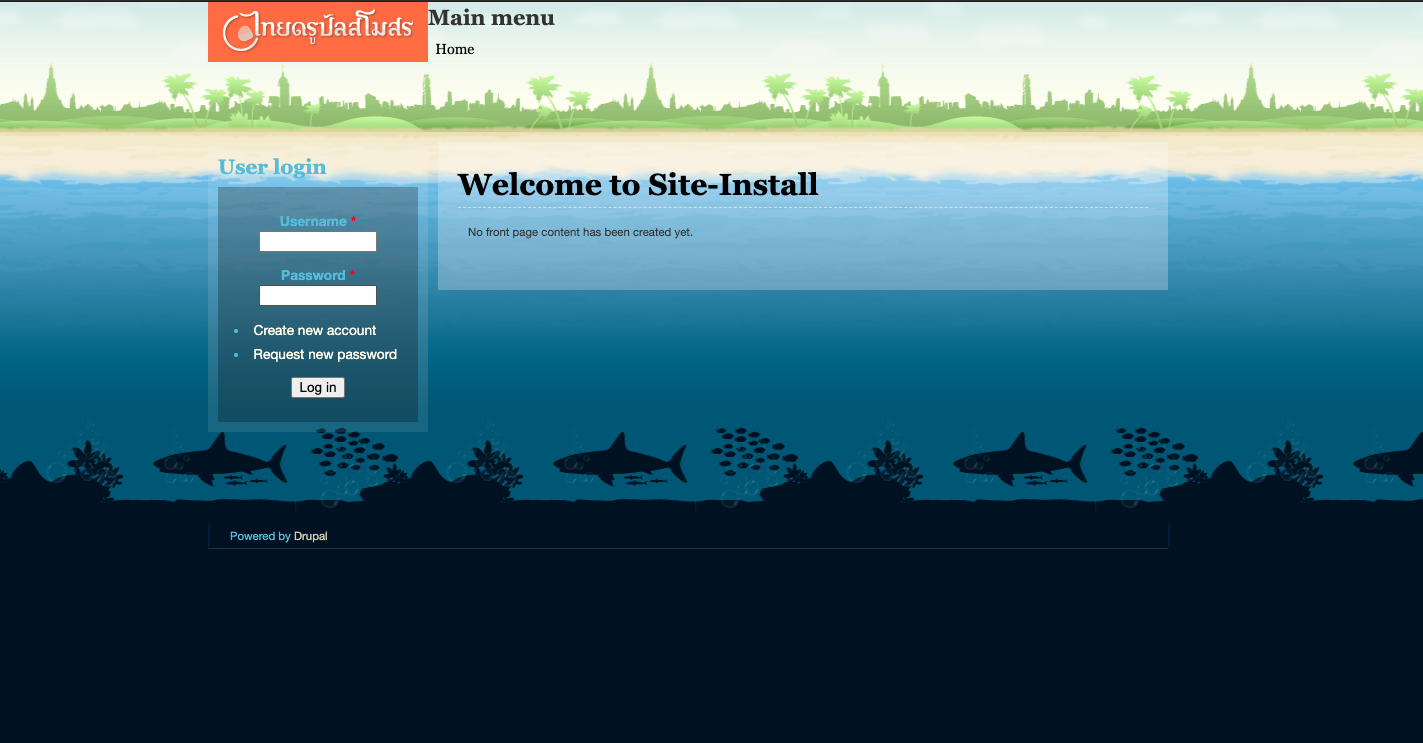 ไทยดรูปัลสโมสร
Main menu
Home
User login
Username *
Password *
Create new account
Request new password
Log in
Welcome to Site-Install
No front page content has been created yet.
Powered by Drupal